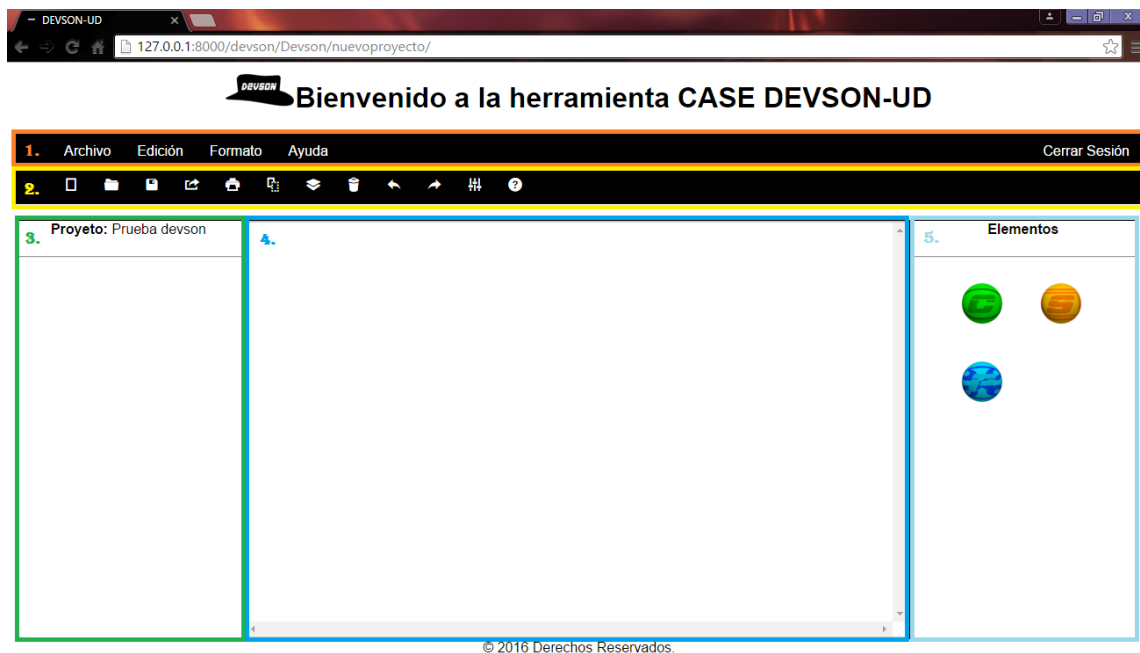 DEVSON-UD
127.0.0.1:8000/devson/Devson/nuevoproyecto/
DEVSON Bienvenido a la herramienta CASE DEVSON-UD
1. Archivo Edición Formato Ayuda Cerrar Sesión
2. ?
3. Proyeto: Prueba devson
4.
5. Elementos
C S
© 2016 Derechos Reservados.